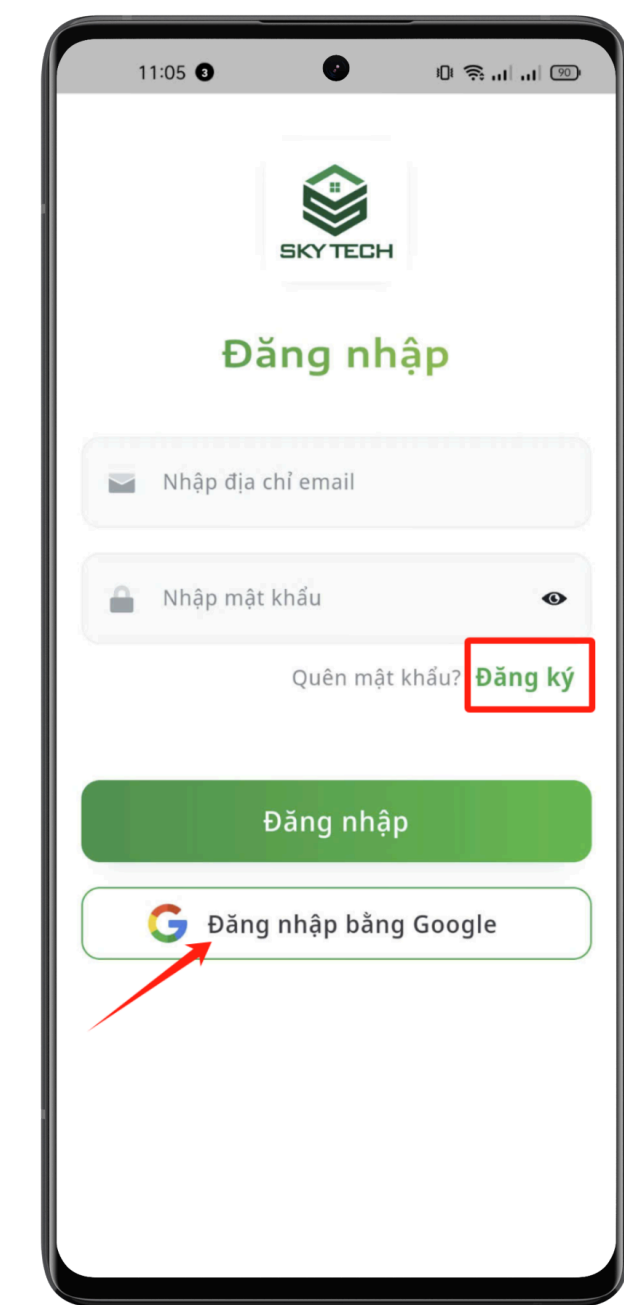 11:05 3
90
SKY TECH
Đăng nhập
Nhập địa chỉ email
Nhập mật khẩu
Quên mật khẩu? Đăng ký
Đăng nhập
Đăng nhập bằng Google